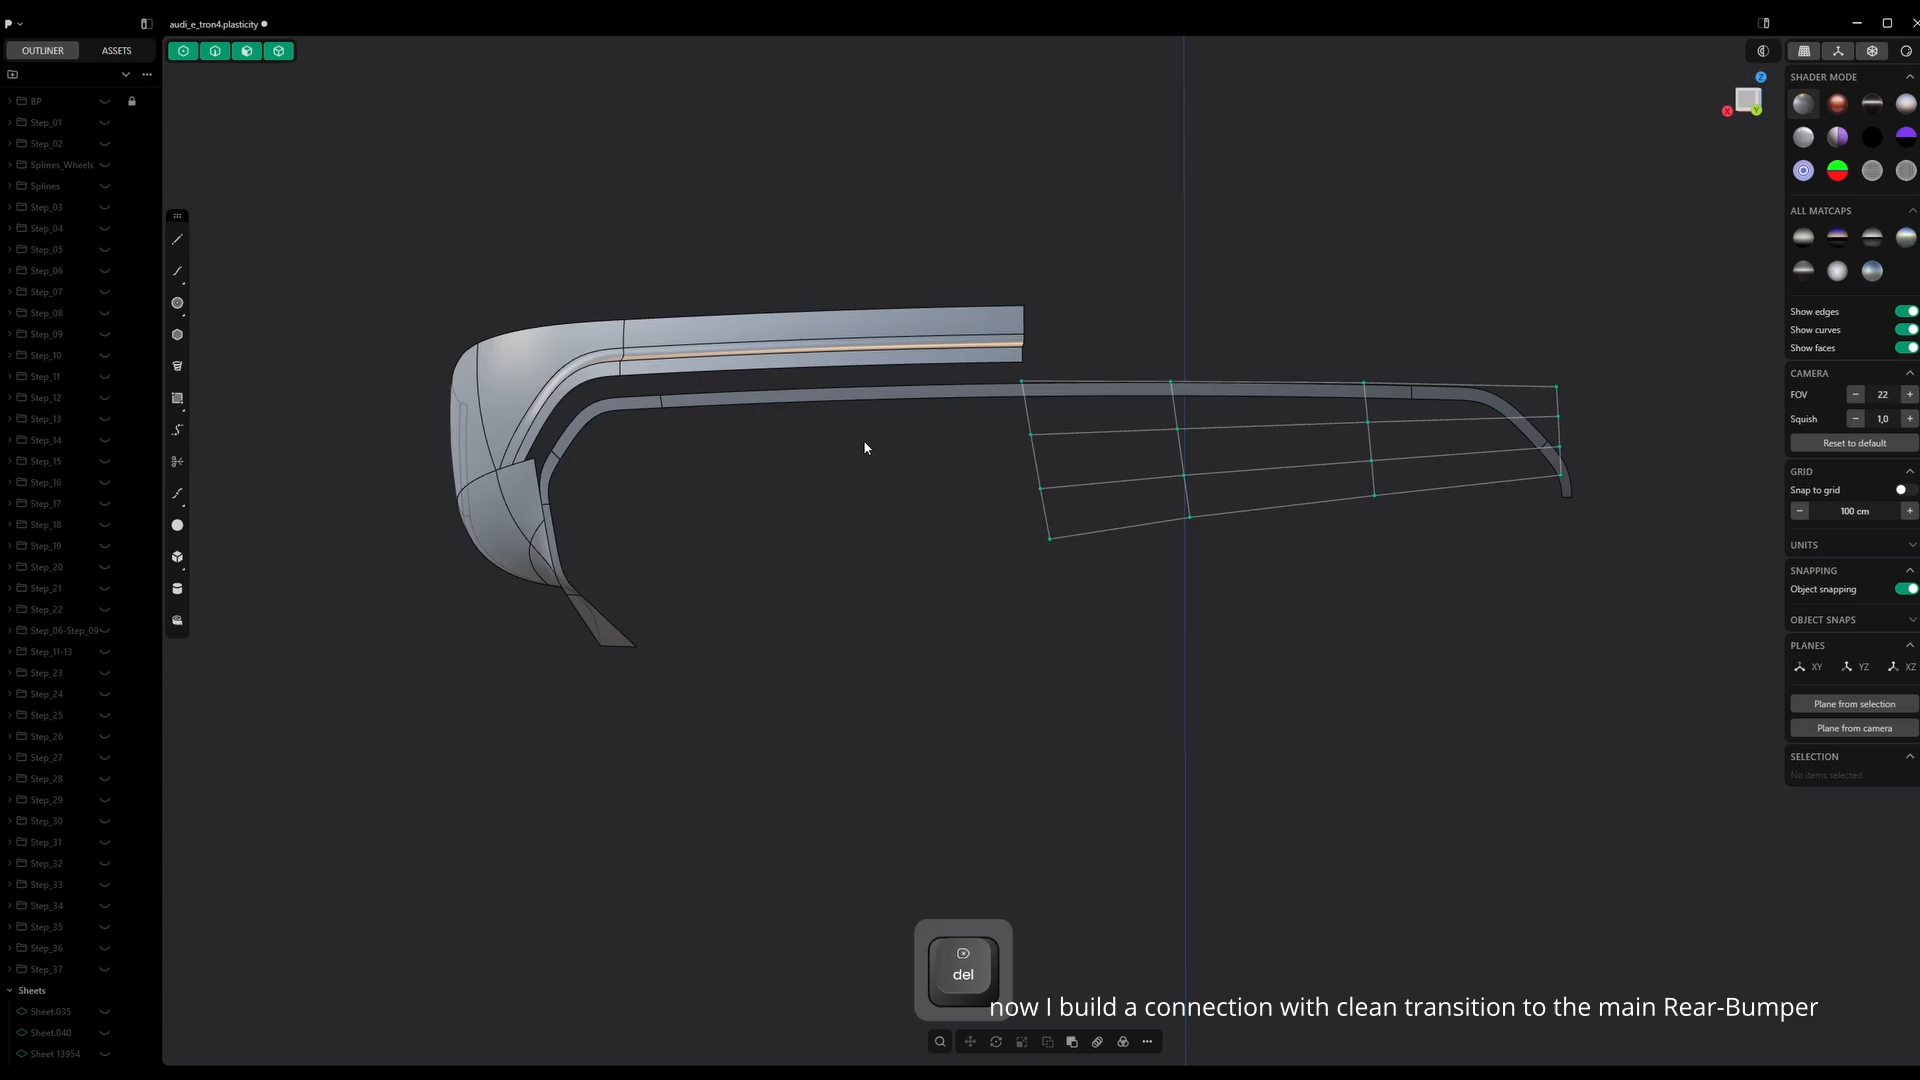 audi_e_tron4.plasticity
OUTLINER
ASSETS
BP
Step_01
Step_02
Splines_Wheels
Splines
Step_03
Step_04
Step_05
Step_06
Step_07
Step_08
Step_09
Step_10
Step_11
Step_12
Step_13
Step_14
Step_15
Step_16
Step_17
Step_18
Step_19
Step_20
Step_21
Step_22
Step_06-Step_09
Step_11-13
Step_23
Step_24
Step_25
Step_26
Step_27
Step_28
Step_29
Step_30
Step_31
Step_32
Step_33
Step_34
Step_35
Step_36
Step_37
Sheets
Sheet.035
Sheet.040
Sheet 13954
Z
X
Y
SHADER MODE
ALL MATCAPS
Show edges
Show curves
Show faces
CAMERA
FOV
22
Squish
1,0
Reset to default
GRID
Snap to grid
100 cm
UNITS
SNAPPING
Object snapping
OBJECT SNAPS
PLANES
XY
YZ
XZ
Plane from selection
Plane from camera
SELECTION
No items selected
del
now I build a connection with clean transition to the main Rear-Bumper